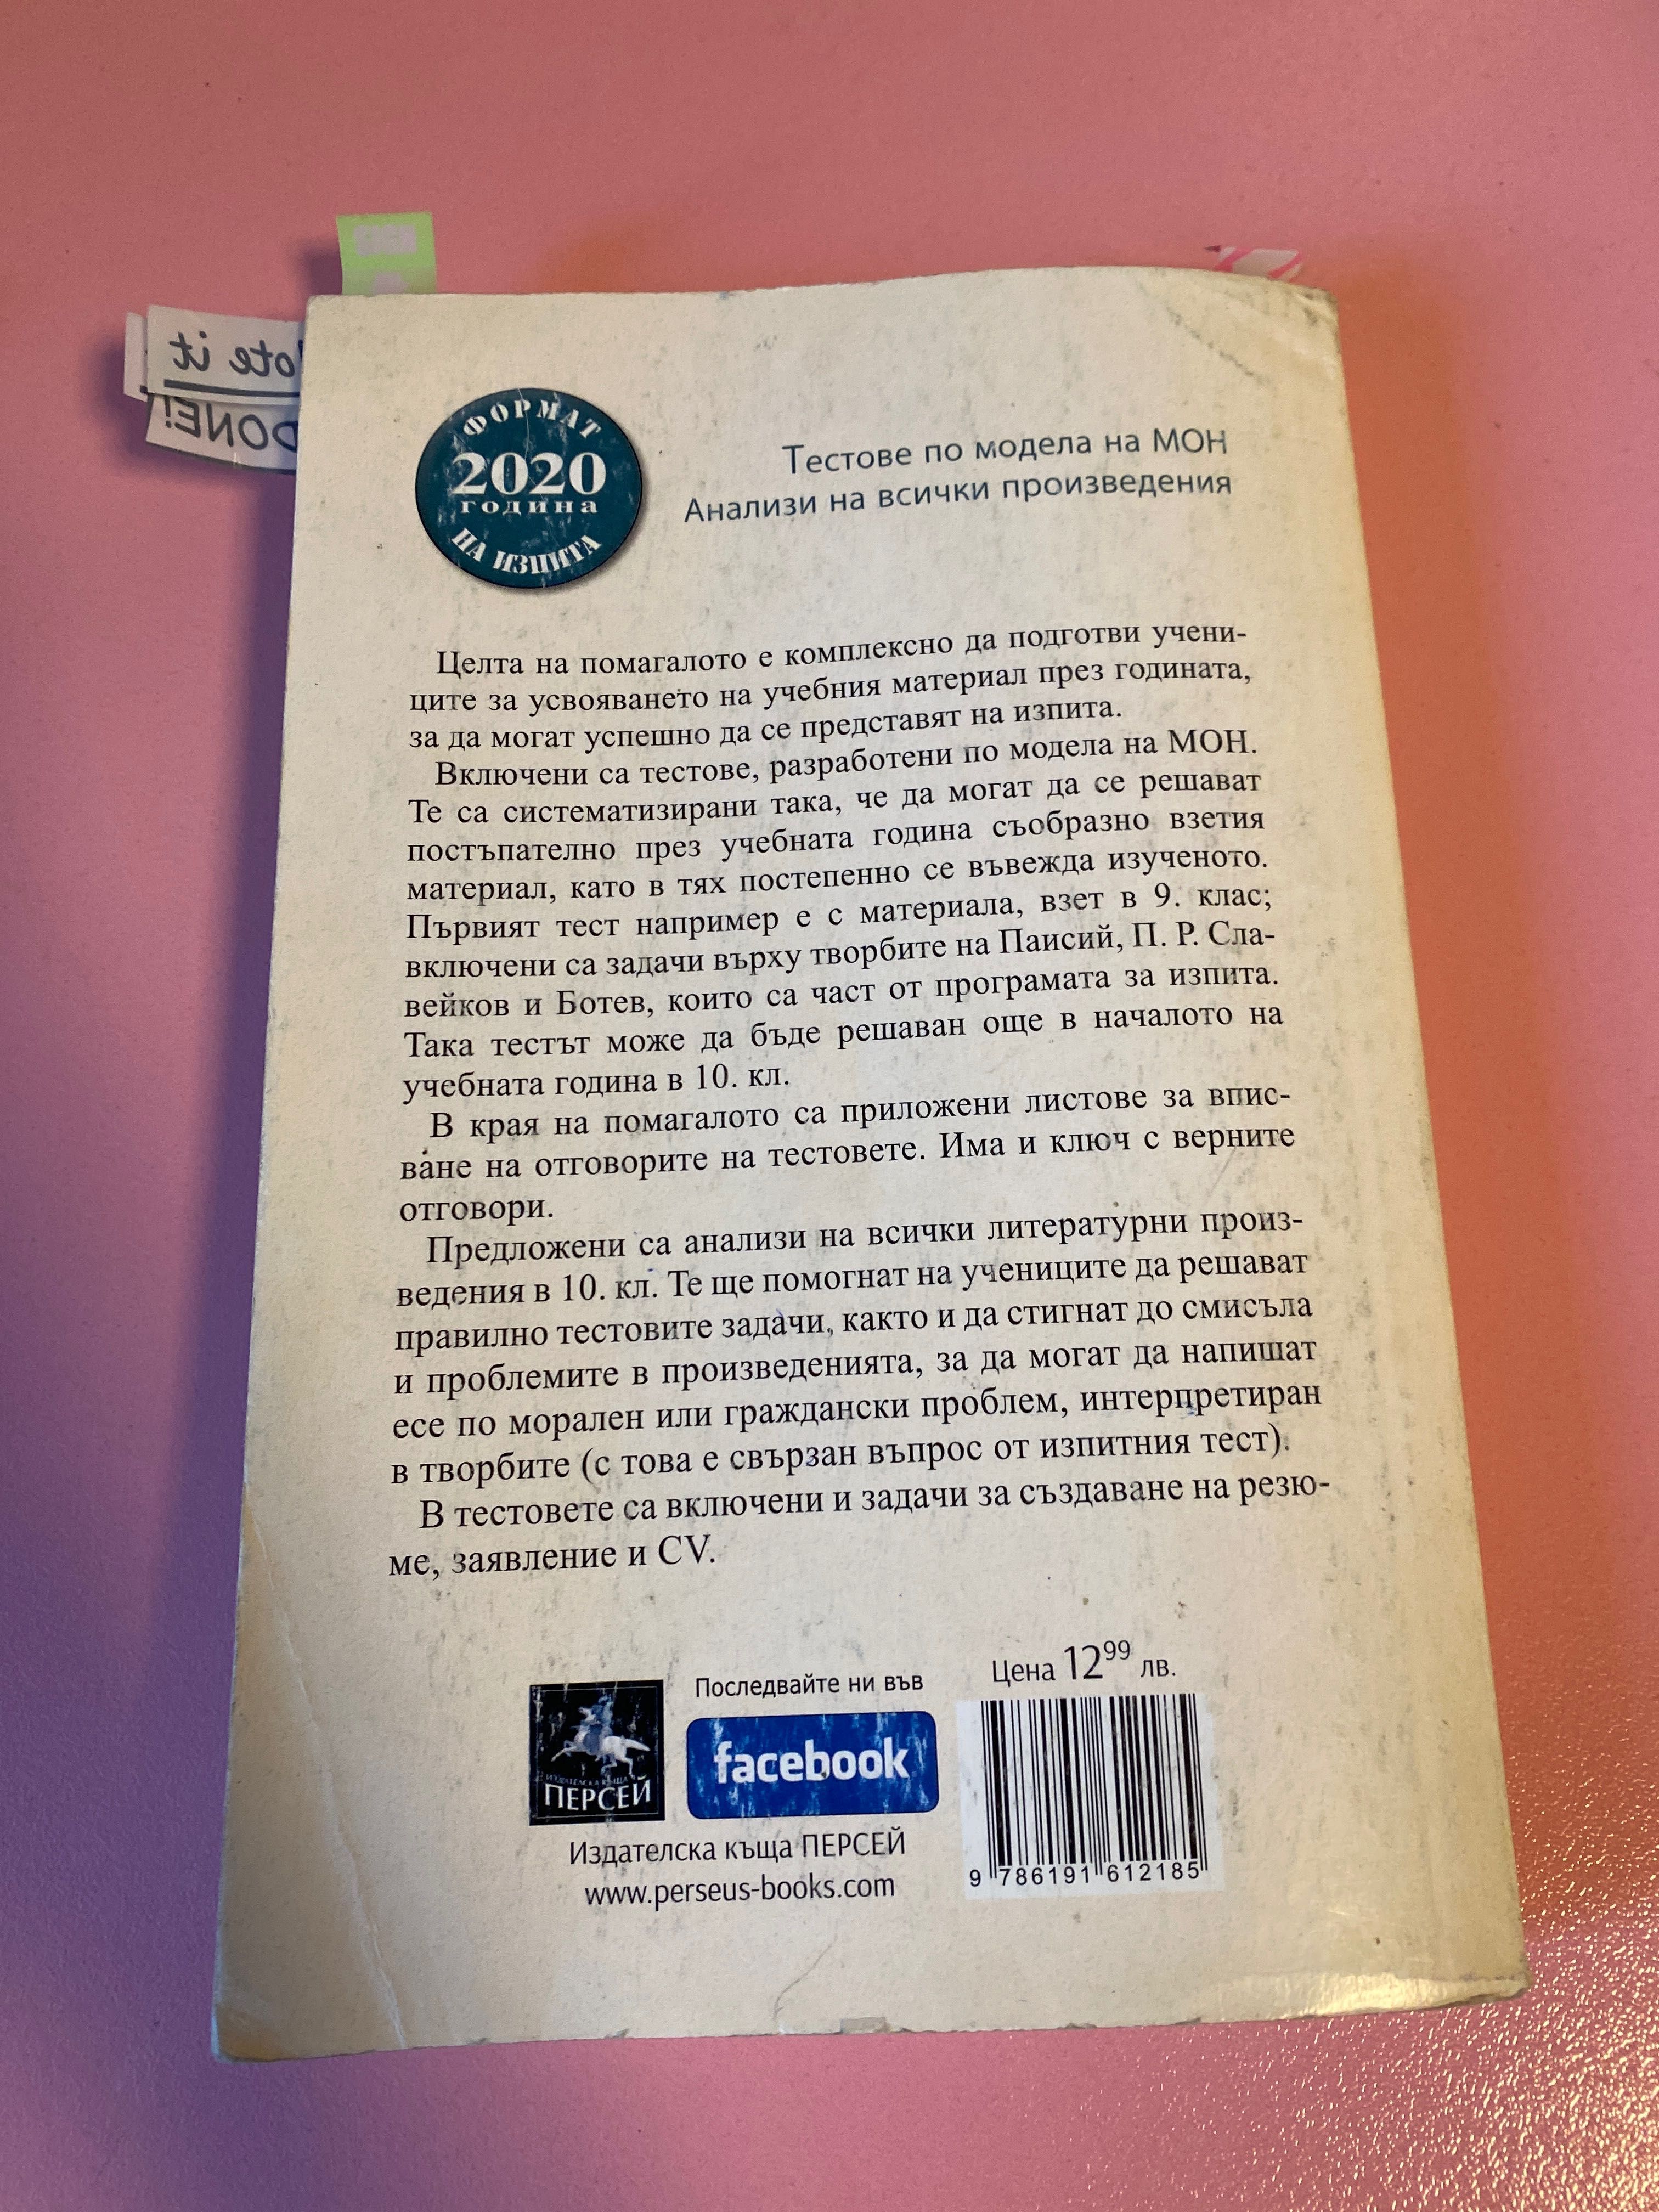 ote it
DONE!
ФОРМАТ
2020
година
НА ИЗПИТА
Тестове по модела на МОН
Анализи на всички произведения
Целта на помагалото е комплексно да подготви учени-
ците за усвояването на учебния материал през годината,
за да могат успешно да се представят на изпита.
Включени са тестове, разработени по модела на МОН.
Те са систематизирани така, че да могат да се решават
постъпателно през учебната година съобразно взетия
материал, като в тях постепенно се въвежда изученото.
Първият тест например е с материала, взет в 9. клас;
включени са задачи върху творбите на Паисий, П. Р. Сла-
вейков и Ботев, които са част от програмата за изпита.
Така тестът може да бъде решаван още в началото на
учебната година в 10. кл.
В края на помагалото са приложени листове за впис-
ване на отговорите на тестовете. Има и ключ с верните
отговори.
Предложени са анализи на всички литературни произ-
ведения в 10. кл. Те ще помогнат на учениците да решават
правилно тестовите задачи, както и да стигнат до смисъла
и проблемите в произведенията, за да могат да напишат
есе по морален или граждански проблем, интерпретиран
в творбите (с това е свързан въпрос от изпитния тест).
В тестовете са включени и задачи за създаване на резю-
ме, заявление и CV.
Цена 12⁹⁹ лв.
Последвайте ни във
facebook
ИЗДАТЕЛСКА КЪЩА
ПЕРСЕЙ
Издателска къща ПЕРСЕЙ
www.perseus-books.com
9 786191 612185